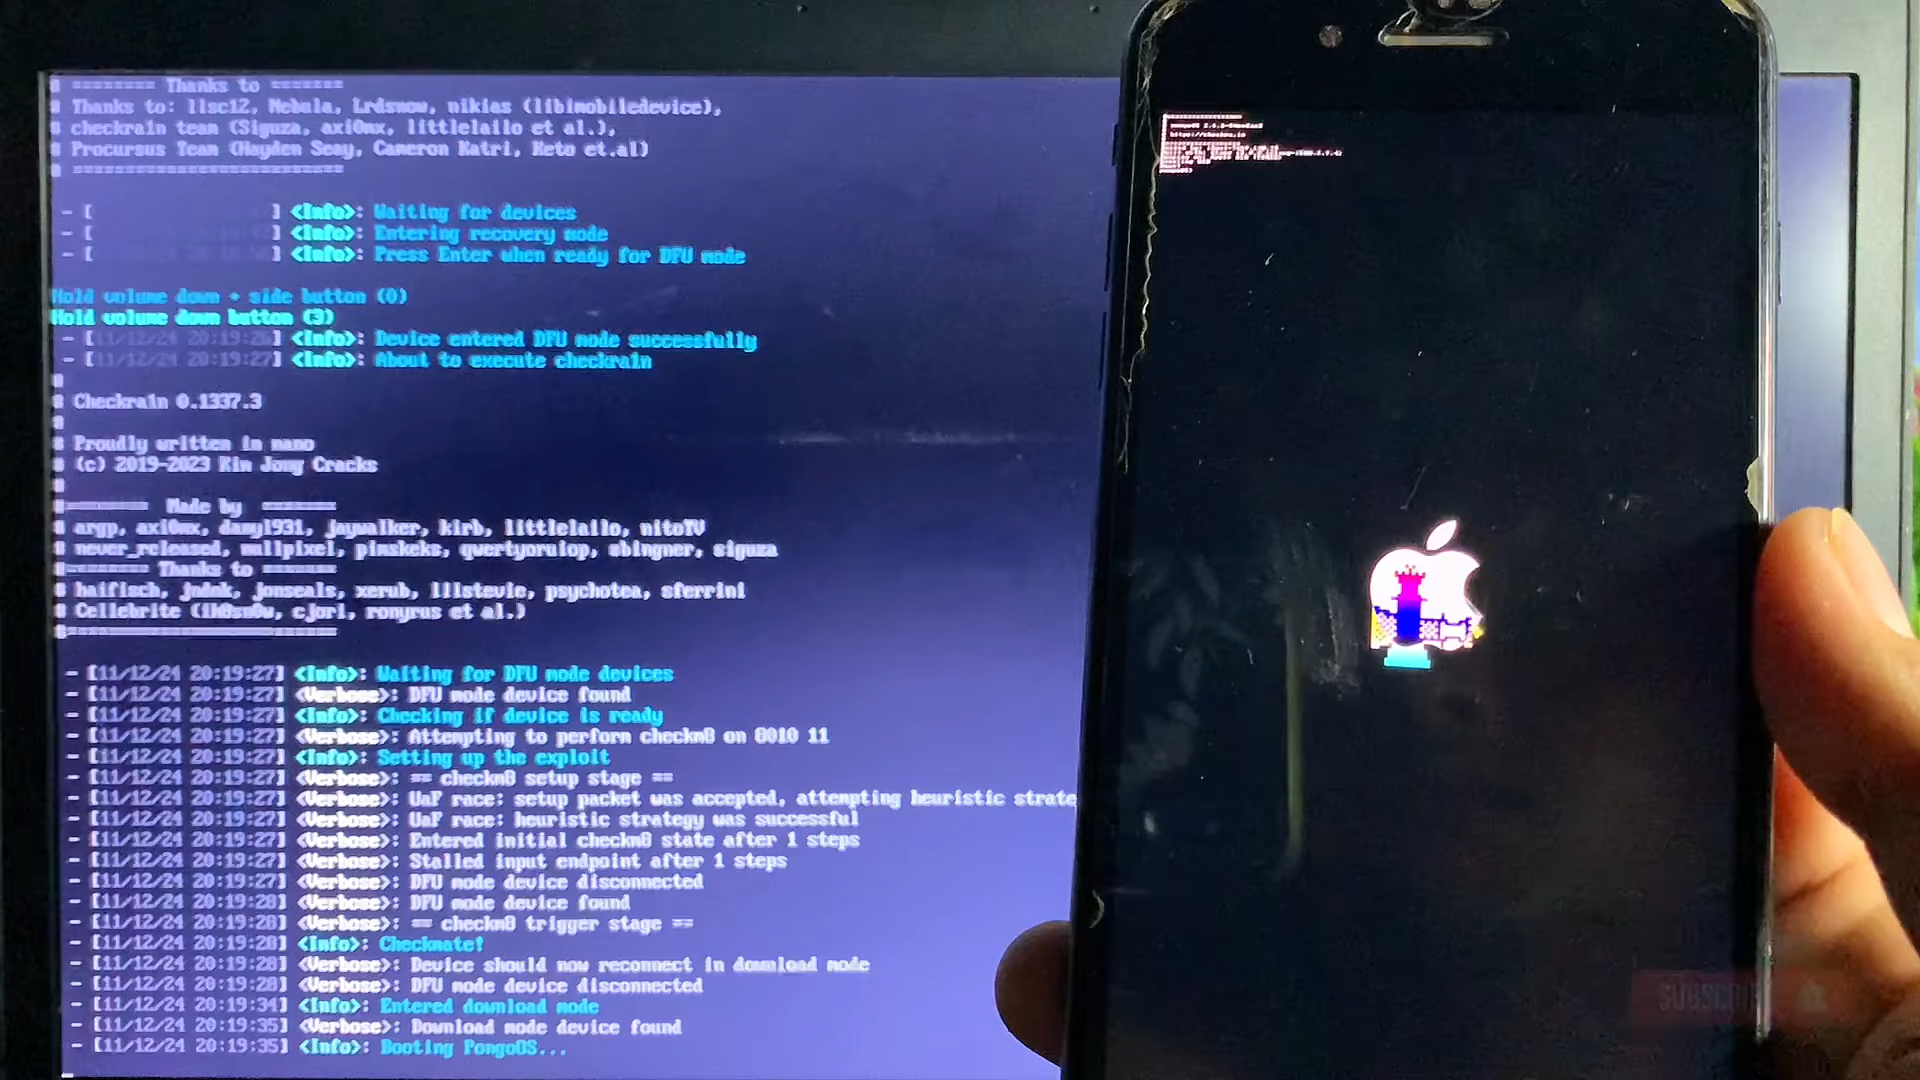 # ======== Thanks to =======
# Thanks to: llsc12, Nebula, Lrdsnow, nikias (libimobiledevice),
# checkra1n team (Siguza, axi0mx, littlelailo et al.),
# Procursus Team (Hayden Seay, Cameron Katri, Keto et.al)
# ==========================
- [ ] <Info>: Waiting for devices
- [ ] <Info>: Entering recovery mode
- [ ] <Info>: Press Enter when ready for DFU mode
Hold volume down + side button (0)
Hold volume down button (3)
- [11/12/24 20:19:26] <Info>: Device entered DFU mode successfully
- [11/12/24 20:19:27] <Info>: About to execute checkra1n
#
# Checkra1n 0.1337.3
#
# Proudly written in nano
# (c) 2019-2023 Kim Jong Cracks
#
#======== Made by =======
# argp, axi0mx, danyl931, jaywalker, kirb, littlelailo, nitoTV
# never_released, nullpixel, pimskeks, qwertyoruiop, sbingner, siguza
#======== Thanks to =======
# haifisch, jndok, jonseals, xerub, lilstevie, psychotea, sferrini
# Cellebrite (ih8sn0w, cjori, ronyrus et al.)
#==========================
- [11/12/24 20:19:27] <Info>: Waiting for DFU mode devices
- [11/12/24 20:19:27] <Verbose>: DFU mode device found
- [11/12/24 20:19:27] <Info>: Checking if device is ready
- [11/12/24 20:19:27] <Verbose>: Attempting to perform checkm8 on 8010 11
- [11/12/24 20:19:27] <Info>: Setting up the exploit
- [11/12/24 20:19:27] <Verbose>: == checkm8 setup stage ==
- [11/12/24 20:19:27] <Verbose>: UaF race: setup packet was accepted, attempting heuristic strate
- [11/12/24 20:19:27] <Verbose>: UaF race: heuristic strategy was successful
- [11/12/24 20:19:27] <Verbose>: Entered initial checkm8 state after 1 steps
- [11/12/24 20:19:27] <Verbose>: Stalled input endpoint after 1 steps
- [11/12/24 20:19:27] <Verbose>: DFU mode device disconnected
- [11/12/24 20:19:28] <Verbose>: DFU mode device found
- [11/12/24 20:19:28] <Verbose>: == checkm8 trigger stage ==
- [11/12/24 20:19:28] <Info>: Checkmate!
- [11/12/24 20:19:28] <Verbose>: Device should now reconnect in download mode
- [11/12/24 20:19:28] <Verbose>: DFU mode device disconnected
- [11/12/24 20:19:34] <Info>: Entered download mode
- [11/12/24 20:19:35] <Verbose>: Download mode device found
- [11/12/24 20:19:35] <Info>: Booting PongoOS...